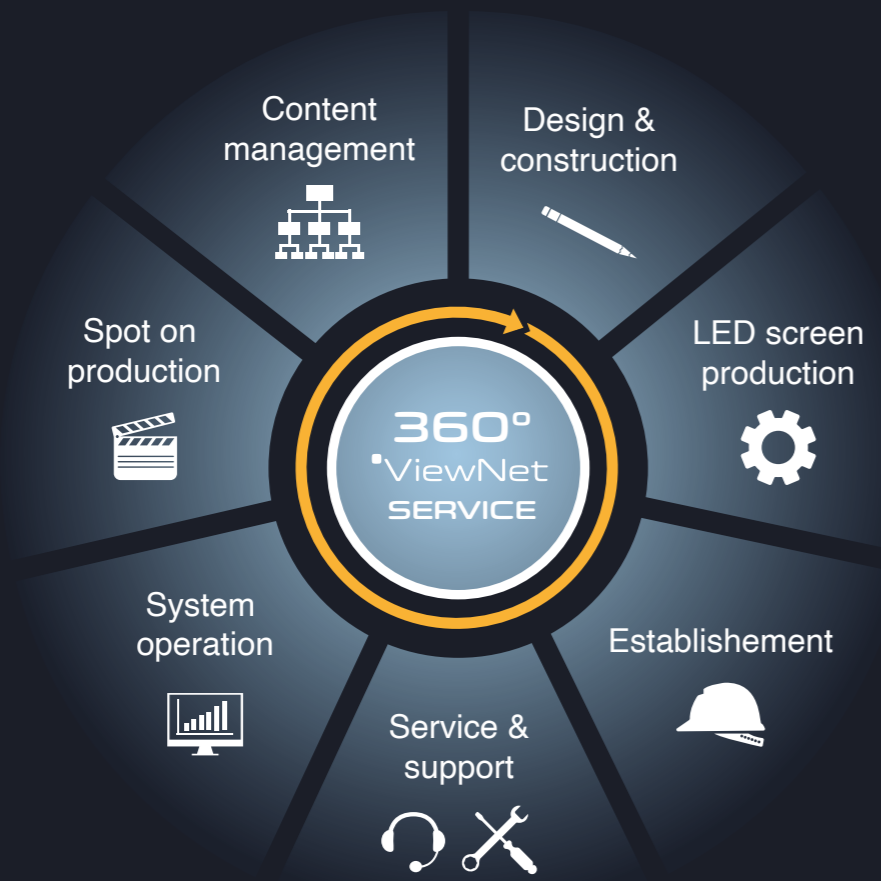 Content
management
Design &
construction
Spot on
production
LED screen
production
360°
ViewNet
SERVICE
System
operation
Establishement
Service &
support